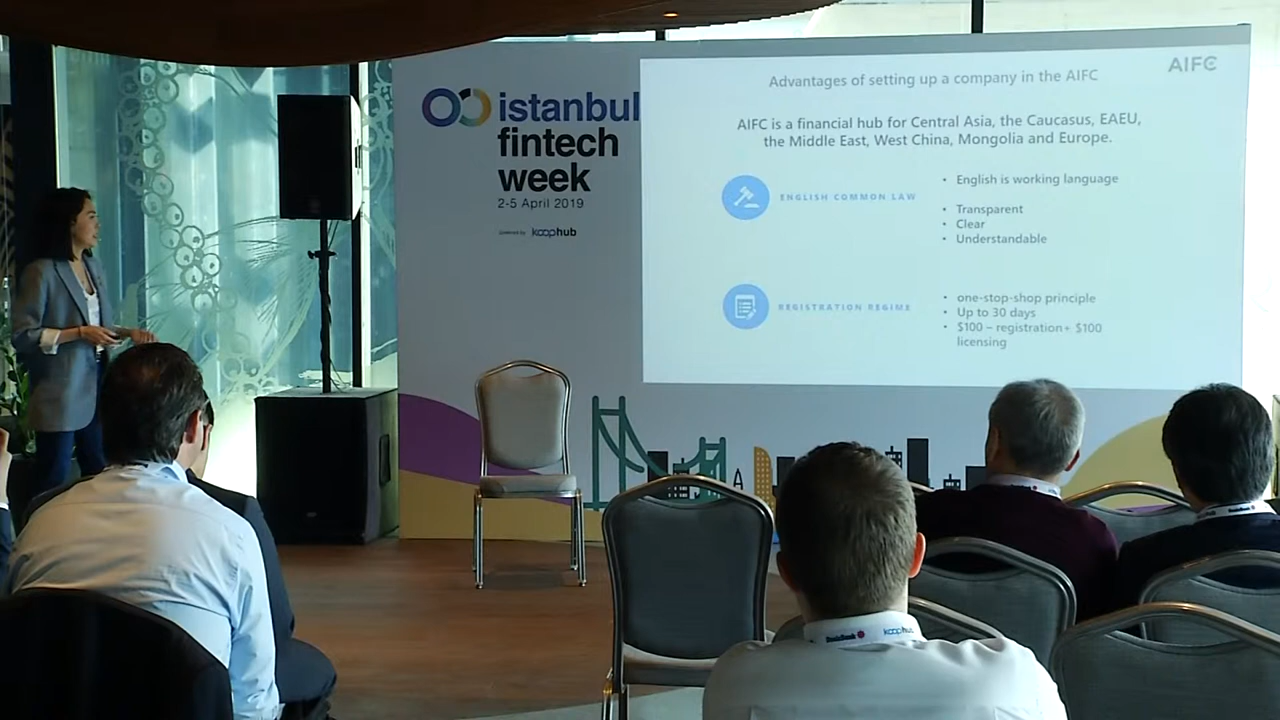 istanbul
fintech
week
2-5 April 2019
powered by koophub
Advantages of setting up a company in the AIFC
AIFC
AIFC is a financial hub for Central Asia, the Caucasus, EAEU,
the Middle East, West China, Mongolia and Europe.
ENGLISH COMMON LAW
• English is working language
• Transparent
• Clear
• Understandable
REGISTRATION REGIME
• one-stop-shop principle
• Up to 30 days
• $100 – registration+ $100
licensing
koophub